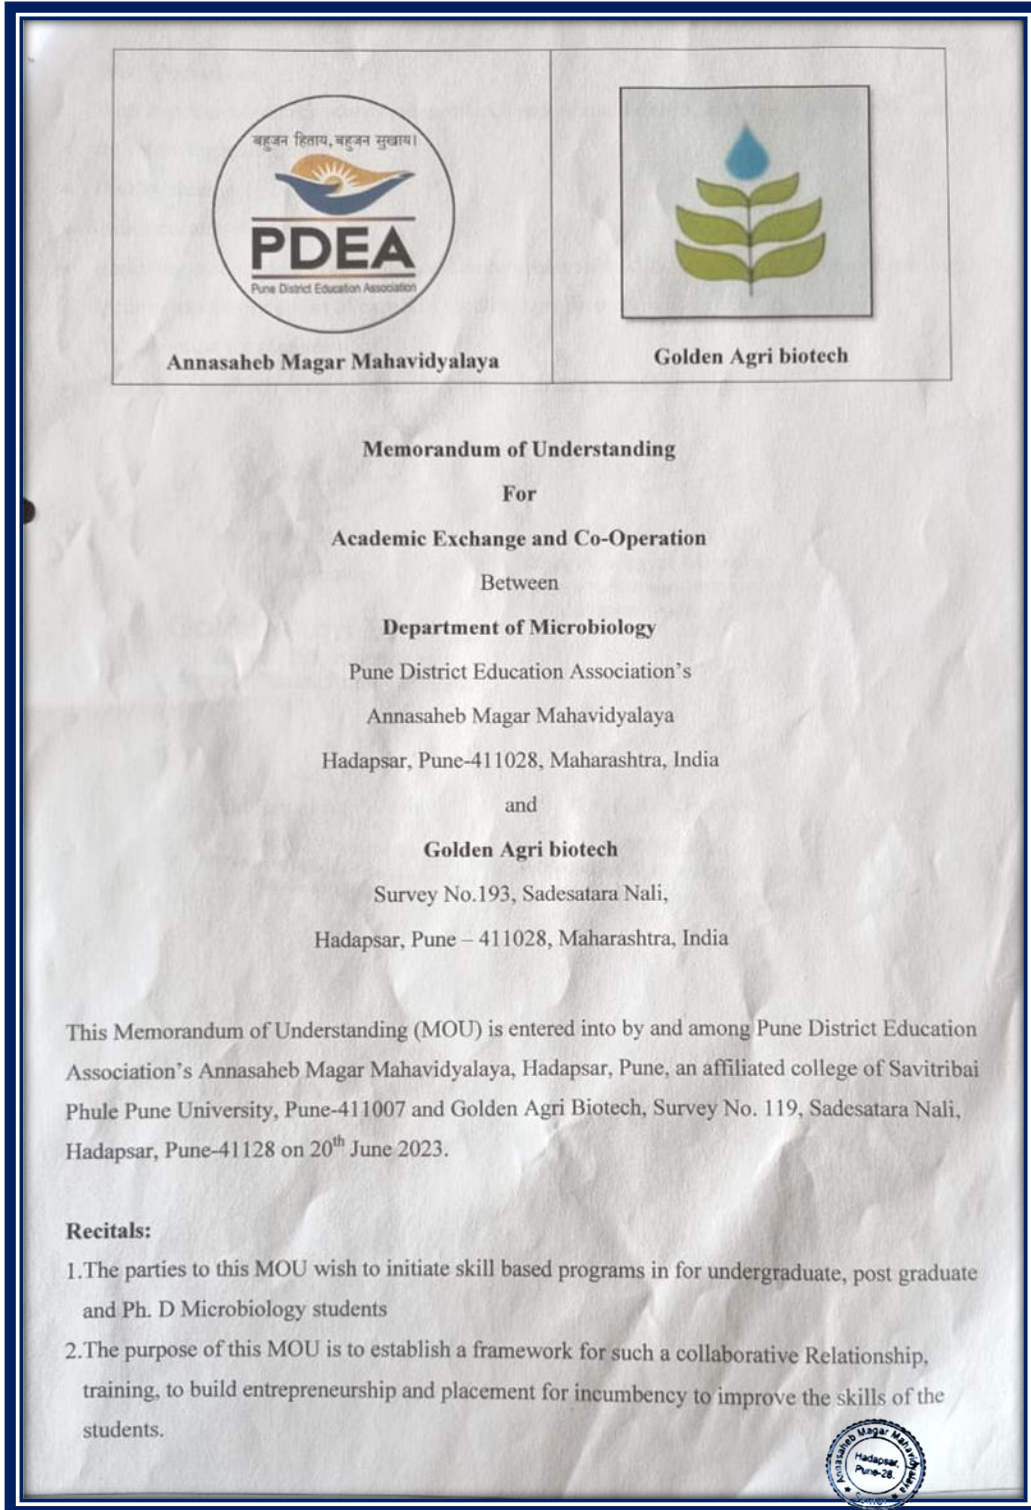 बहुजन हिताय, बहुजन सुखाय।
PDEA
Pune District Education Association
Annasaheb Magar Mahavidyalaya
Golden Agri biotech
Memorandum of Understanding
For
Academic Exchange and Co-Operation
Between
Department of Microbiology
Pune District Education Association's
Annasaheb Magar Mahavidyalaya
Hadapsar, Pune-411028, Maharashtra, India
and
Golden Agri biotech
Survey No.193, Sadesatara Nali,
Hadapsar, Pune – 411028, Maharashtra, India
This Memorandum of Understanding (MOU) is entered into by and among Pune District Education
Association's Annasaheb Magar Mahavidyalaya, Hadapsar, Pune, an affiliated college of Savitribai
Phule Pune University, Pune-411007 and Golden Agri Biotech, Survey No. 119, Sadesatara Nali,
Hadapsar, Pune-41128 on 20th June 2023.
Recitals:
1.The parties to this MOU wish to initiate skill based programs in for undergraduate, post graduate
and Ph. D Microbiology students
2.The purpose of this MOU is to establish a framework for such a collaborative Relationship,
training, to build entrepreneurship and placement for incumbency to improve the skills of the
students.
Annasaheb Magar Mahavidyalaya
Hadapsar,
Pune-28.